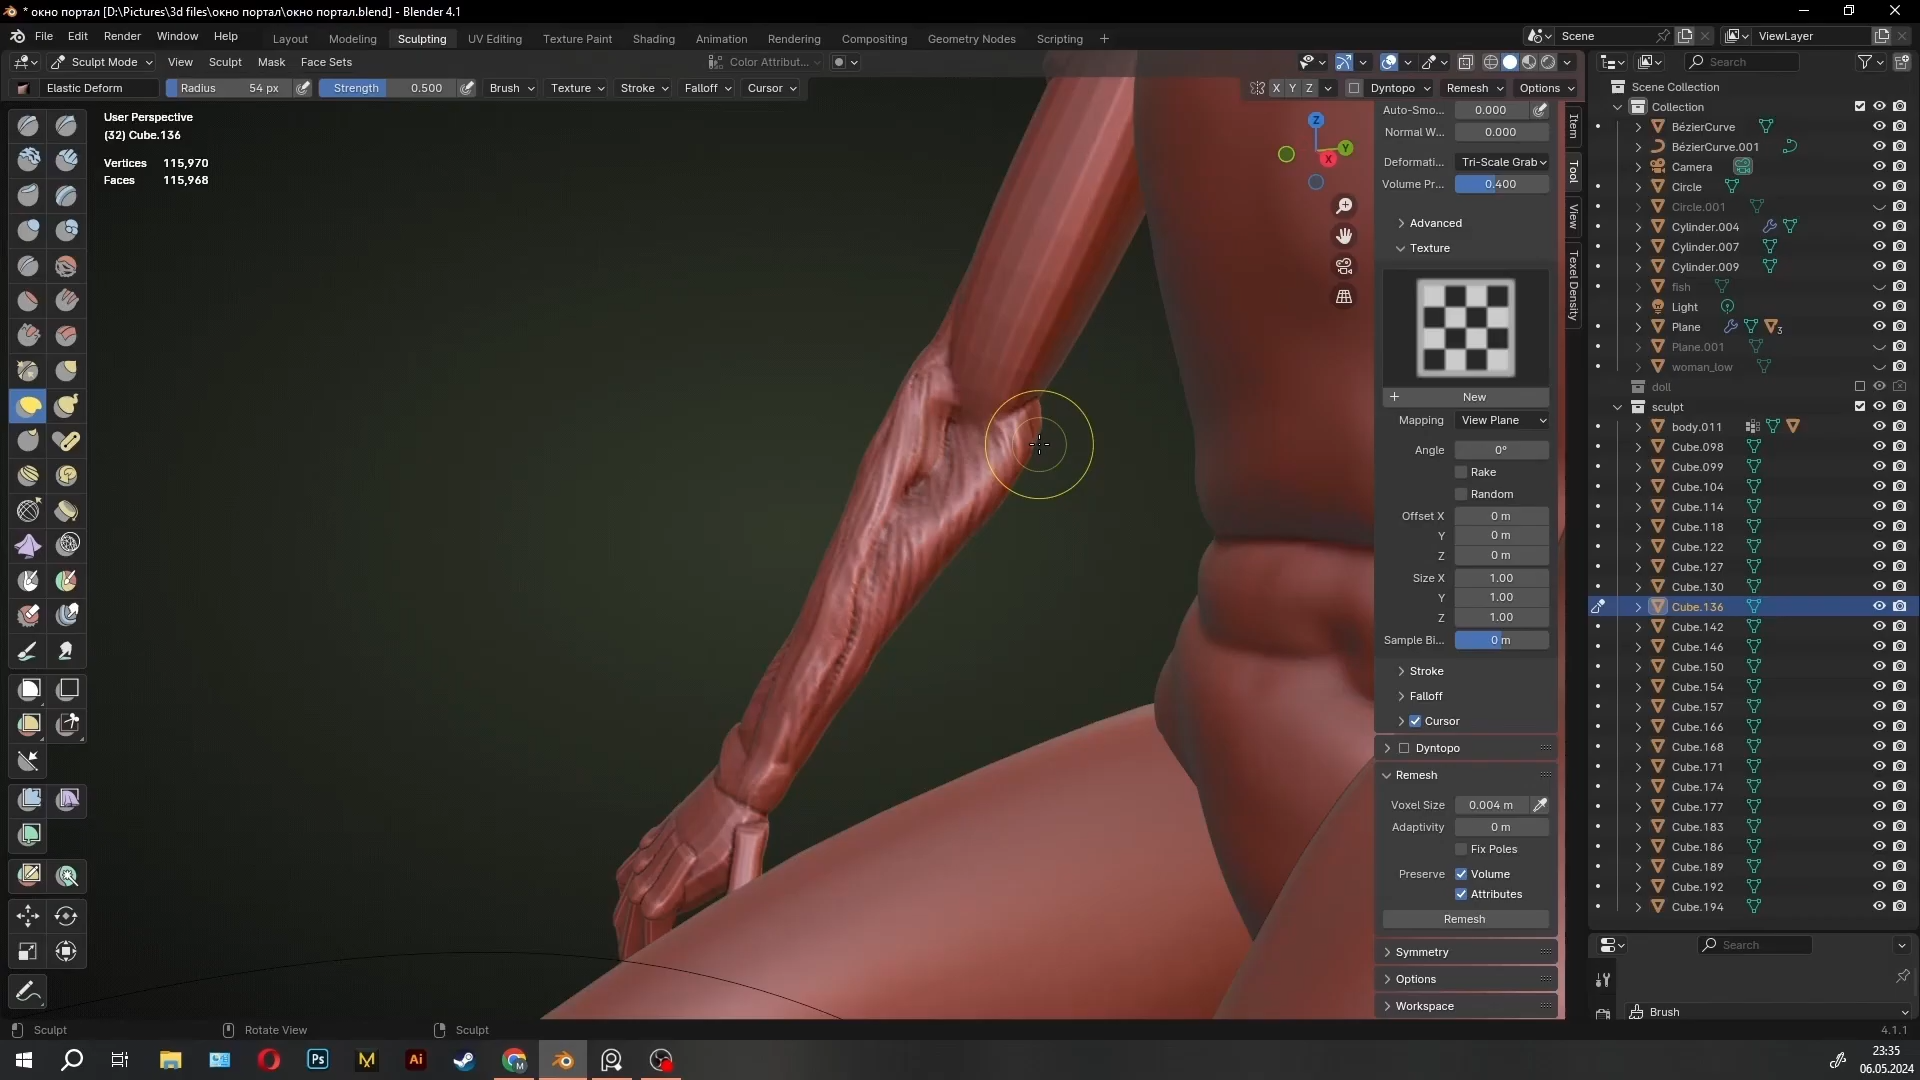 * окно портал [D:\Pictures\3d files\окно портал\окно портал.blend] - Blender 4.1
File Edit Render Window Help
Layout Modeling Sculpting UV Editing Texture Paint Shading Animation Rendering Compositing Geometry Nodes Scripting +
Scene
ViewLayer
Sculpt Mode View Sculpt Mask Face Sets
Color Attribut...
Search
Elastic Deform Radius 54 px Strength 0.500 Brush Texture Stroke Falloff Cursor
X Y Z Dyntopo Remesh Options
User Perspective
(32) Cube.136
Vertices 115,970
Faces 115,968
Z
Y
X
Auto-Smo... 0.000
Normal W... 0.000
Deformati... Tri-Scale Grab
Volume Pr... 0.400
Advanced
Texture
New
Mapping View Plane
Angle 0°
Rake
Random
Offset X 0 m
Y 0 m
Z 0 m
Size X 1.00
Y 1.00
Z 1.00
Sample Bi... 0 m
Stroke
Falloff
Cursor
Dyntopo
Remesh
Voxel Size 0.004 m
Adaptivity 0 m
Fix Poles
Preserve Volume
Attributes
Remesh
Symmetry
Options
Workspace
Item
Tool
View
Texel Density
Scene Collection
Collection
BézierCurve
BézierCurve.001
Camera
Circle
Circle.001
Cylinder.004
Cylinder.007
Cylinder.009
fish
Light
Plane 3
Plane.001
woman_low
doll
sculpt
body.011
Cube.098
Cube.099
Cube.104
Cube.114
Cube.118
Cube.122
Cube.127
Cube.130
Cube.136
Cube.142
Cube.146
Cube.150
Cube.154
Cube.157
Cube.166
Cube.168
Cube.171
Cube.174
Cube.177
Cube.183
Cube.186
Cube.189
Cube.192
Cube.194
Search
Brush
Sculpt Rotate View Sculpt
4.1.1
Ps
Ai
M
23:35
06.05.2024